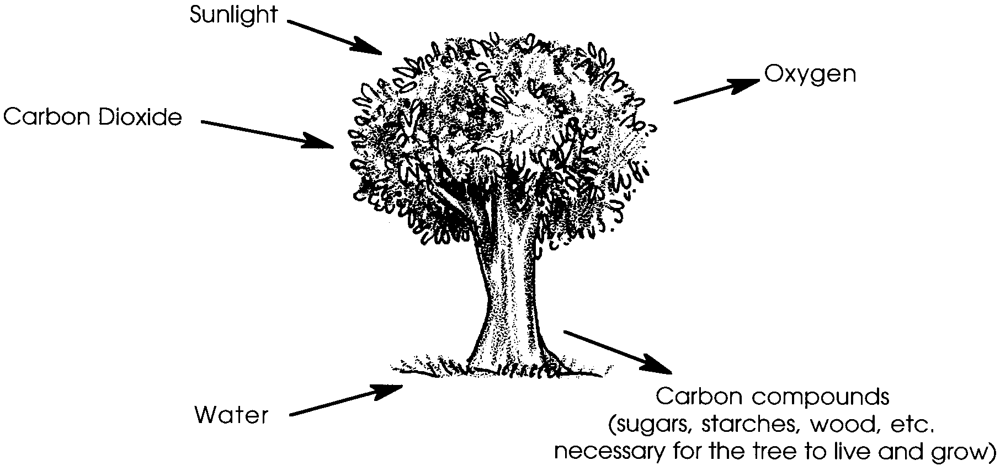 Sunlight
Oxygen
Carbon Dioxide
Water
Carbon compounds
(sugars, starches, wood, etc.
necessary for the tree to live and grow)